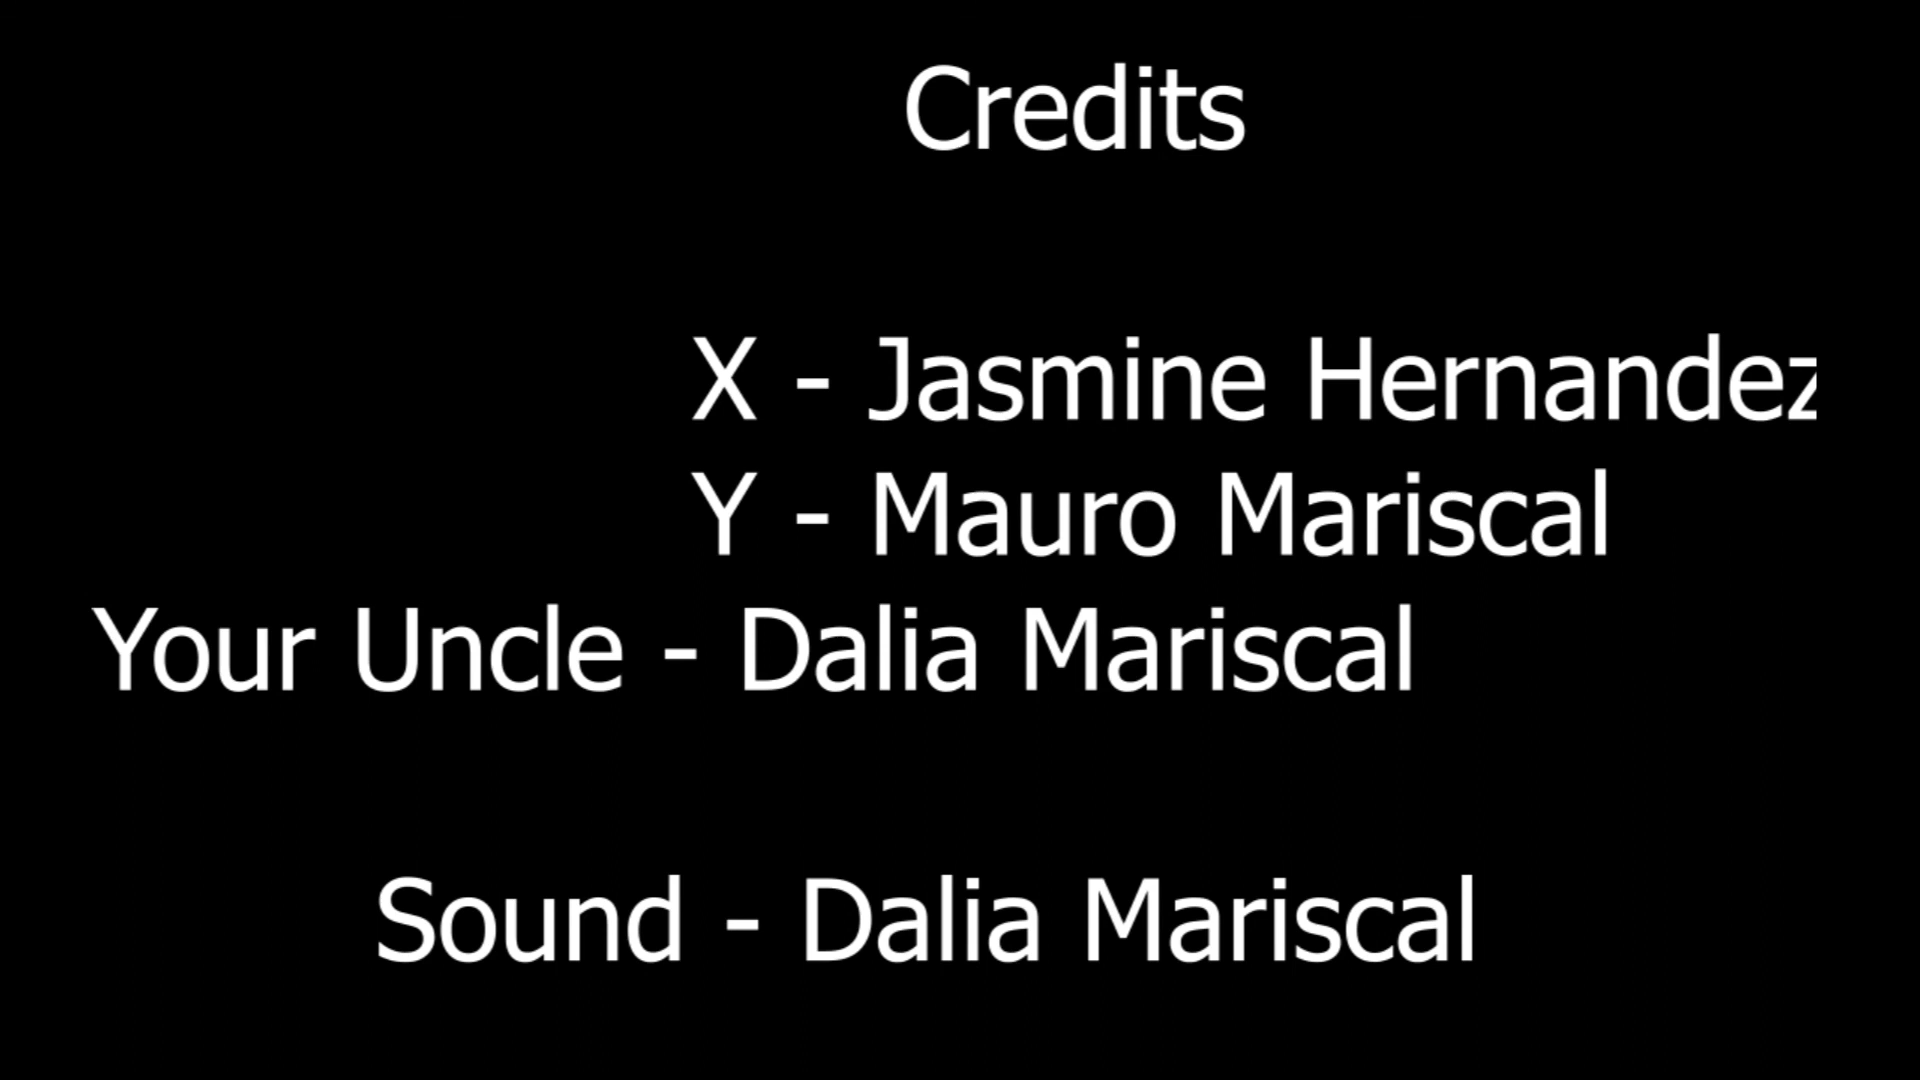 Credits
X - Jasmine Hernandez
Y - Mauro Mariscal
Your Uncle - Dalia Mariscal
Sound - Dalia Mariscal